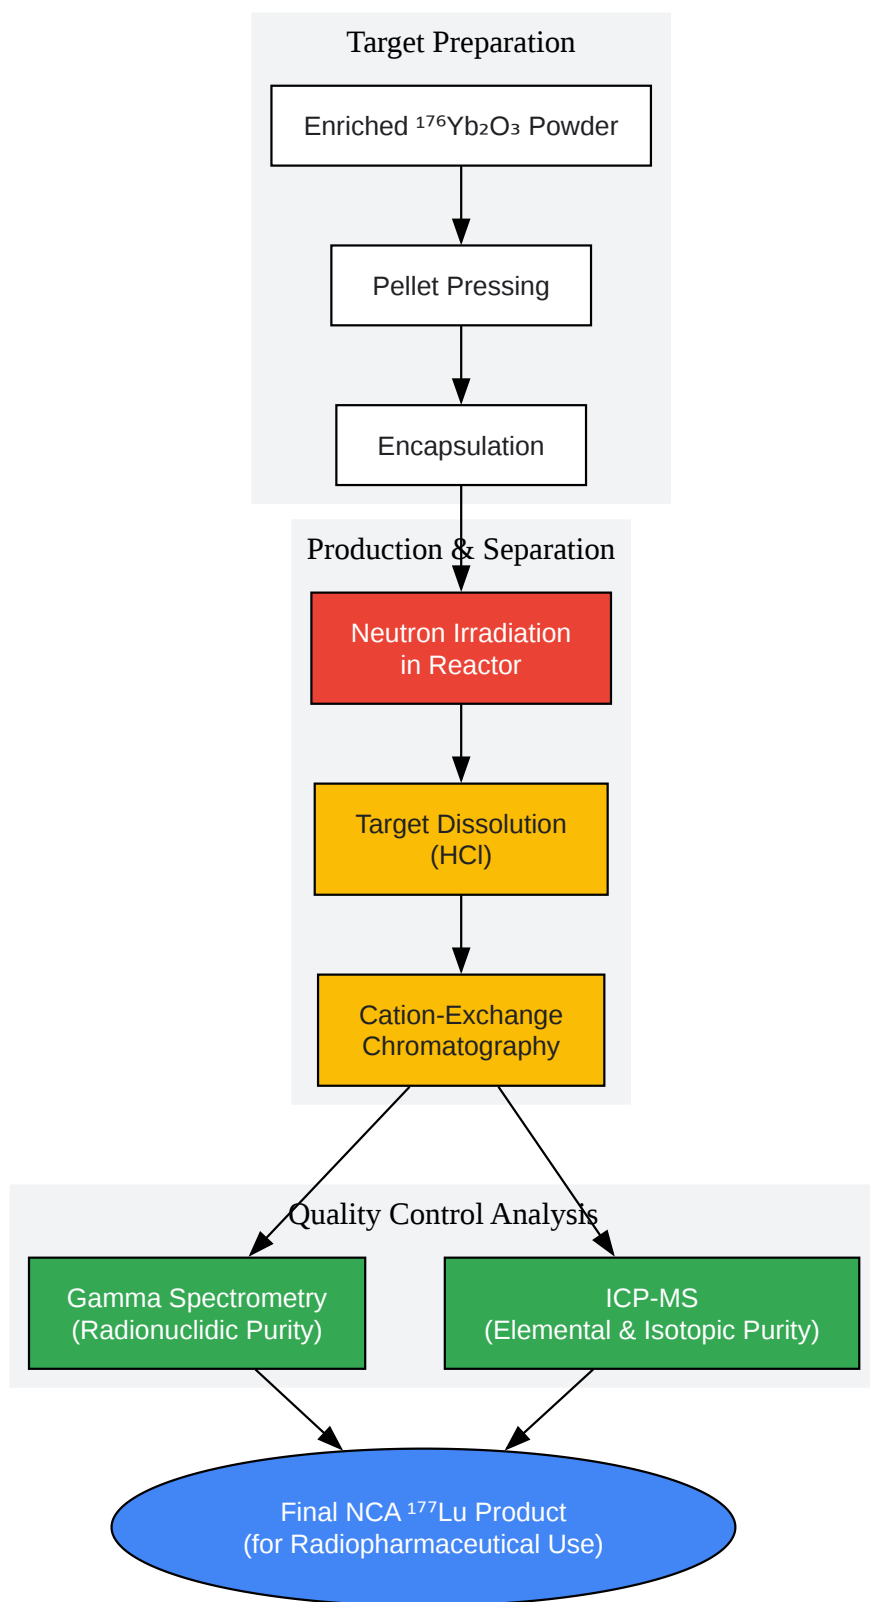 Target Preparation
Enriched ¹⁷⁶Yb₂O₃ Powder
Pellet Pressing
Encapsulation
Production & Separation
Neutron Irradiation
in Reactor
Target Dissolution
(HCl)
Cation-Exchange
Chromatography
Quality Control Analysis
Gamma Spectrometry
(Radionuclidic Purity)
ICP-MS
(Elemental & Isotopic Purity)
Final NCA ¹⁷⁷Lu Product
(for Radiopharmaceutical Use)